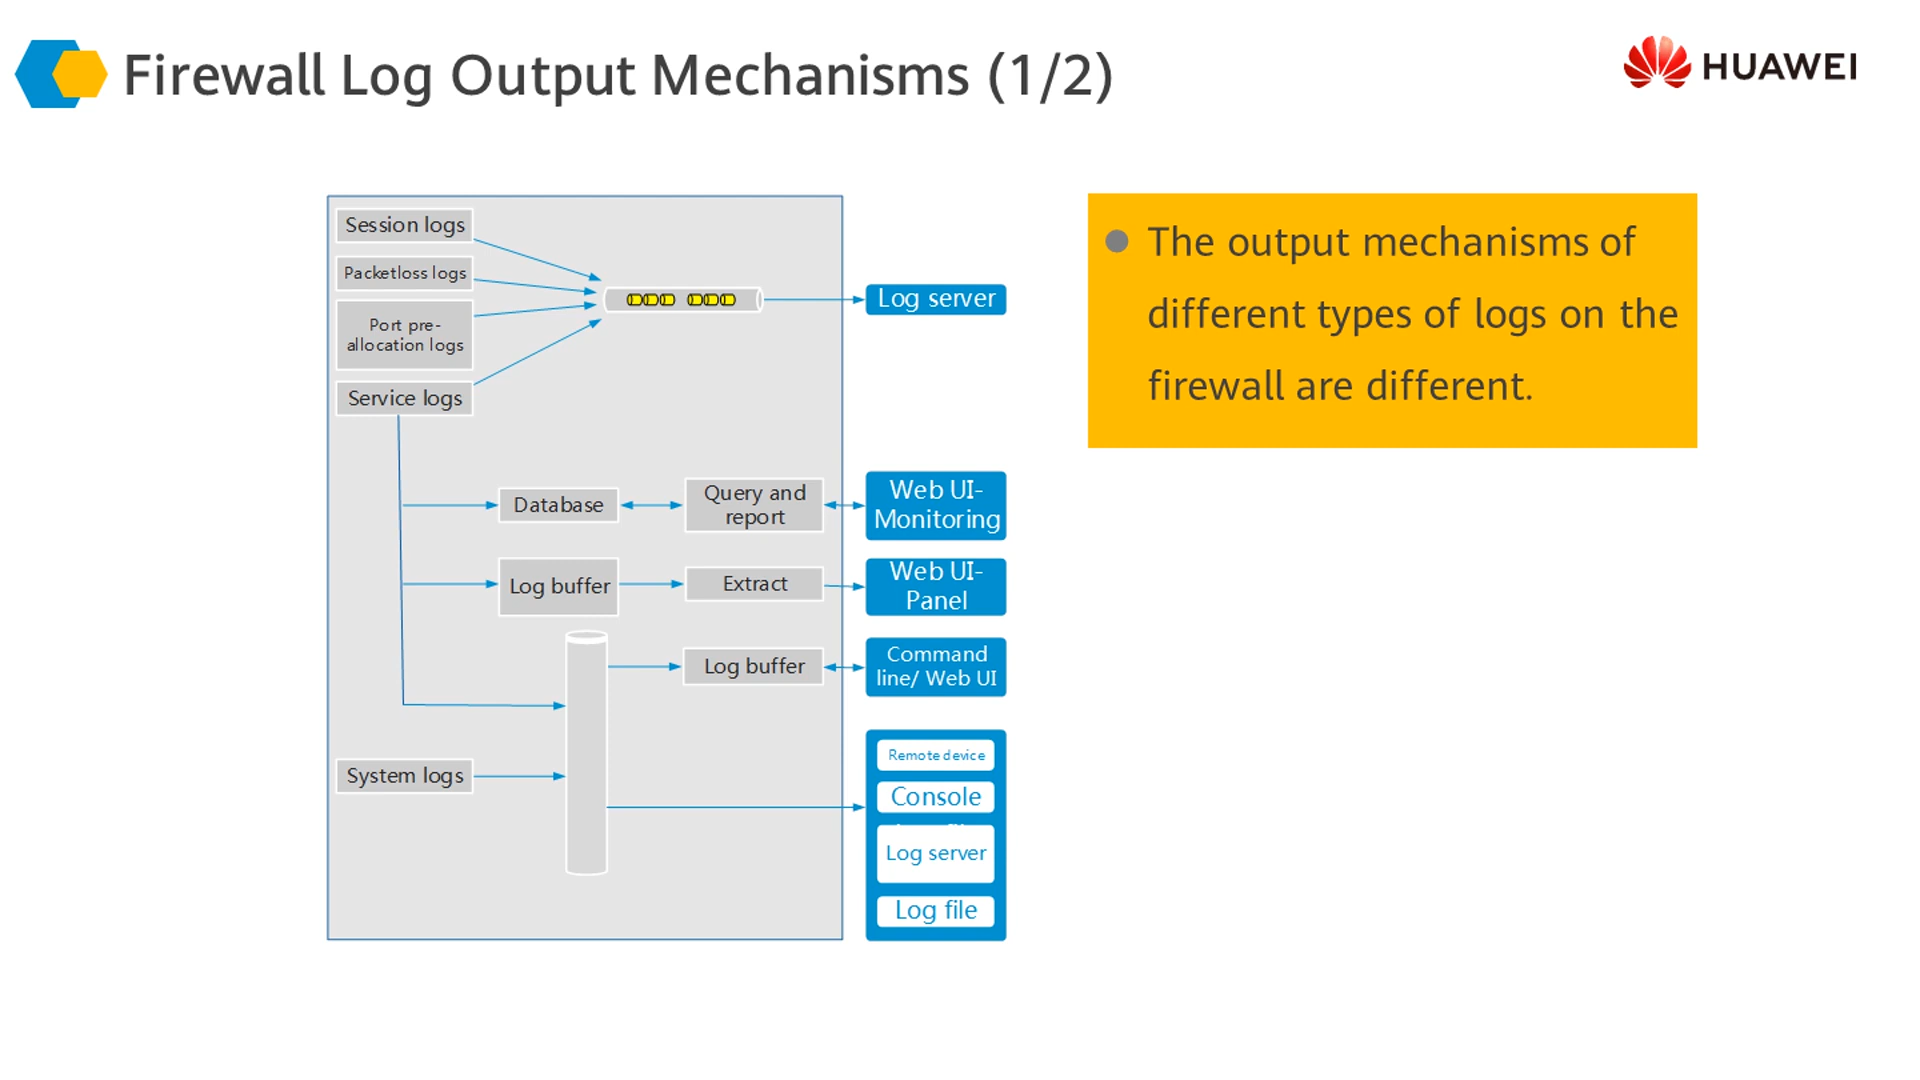 Firewall Log Output Mechanisms (1/2)
HUAWEI
Session logs
Packetloss logs
Port pre-
allocation logs
Service logs
Log server
Database
Query and
report
Web UI-
Monitoring
Log buffer
Extract
Web UI-
Panel
Log buffer
Command
line/ Web UI
System logs
Remote device
Console
Log server
Log file
The output mechanisms of
different types of logs on the
firewall are different.